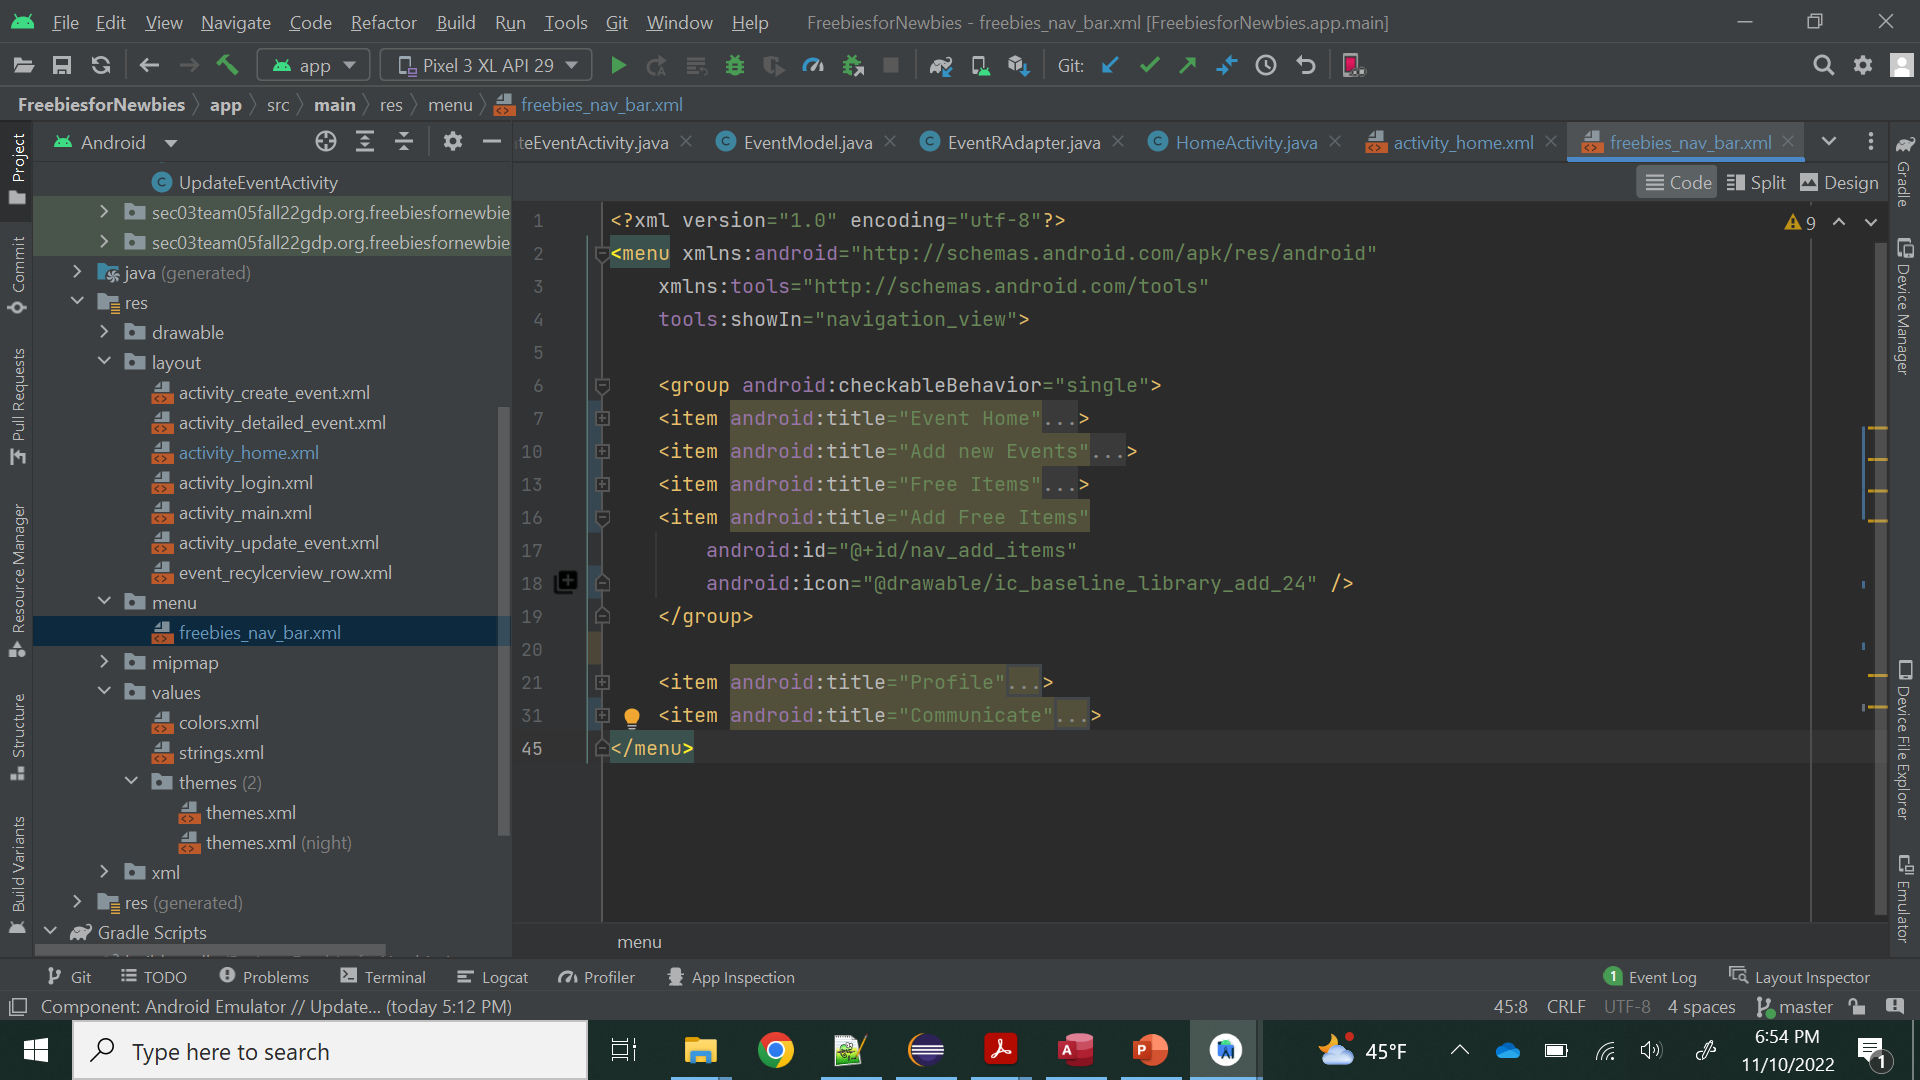 File Edit View Navigate Code Refactor Build Run Tools Git Window Help FreebiesforNewbies - freebies_nav_bar.xml [FreebiesforNewbies.app.main]
app Pixel 3 XL API 29 Git:
FreebiesforNewbies app src main res menu freebies_nav_bar.xml
Android
teEventActivity.java EventModel.java EventRAdapter.java HomeActivity.java activity_home.xml freebies_nav_bar.xml
Code Split Design
Project
Commit
Pull Requests
Resource Manager
Structure
Build Variants
UpdateEventActivity
sec03team05fall22gdp.org.freebiesfornewbie
sec03team05fall22gdp.org.freebiesfornewbie
java (generated)
res
drawable
layout
activity_create_event.xml
activity_detailed_event.xml
activity_home.xml
activity_login.xml
activity_main.xml
activity_update_event.xml
event_recylcerview_row.xml
menu
freebies_nav_bar.xml
mipmap
values
colors.xml
strings.xml
themes (2)
themes.xml
themes.xml (night)
xml
res (generated)
Gradle Scripts
9
1 <?xml version="1.0" encoding="utf-8"?>
2 <menu xmlns:android="http://schemas.android.com/apk/res/android"
3 xmlns:tools="http://schemas.android.com/tools"
4 tools:showIn="navigation_view">
5
6 <group android:checkableBehavior="single">
7 <item android:title="Event Home"...>
10 <item android:title="Add new Events"...>
13 <item android:title="Free Items"...>
16 <item android:title="Add Free Items"
17 android:id="@+id/nav_add_items"
18 android:icon="@drawable/ic_baseline_library_add_24" />
19 </group>
20
21 <item android:title="Profile"...>
31 <item android:title="Communicate"...>
45 </menu>
menu
Gradle
Device Manager
Device File Explorer
Emulator
Git TODO Problems Terminal Logcat Profiler App Inspection 1 Event Log Layout Inspector
Component: Android Emulator // Update... (today 5:12 PM) 45:8 CRLF UTF-8 4 spaces master
Type here to search 45°F 6:54 PM
11/10/2022
1